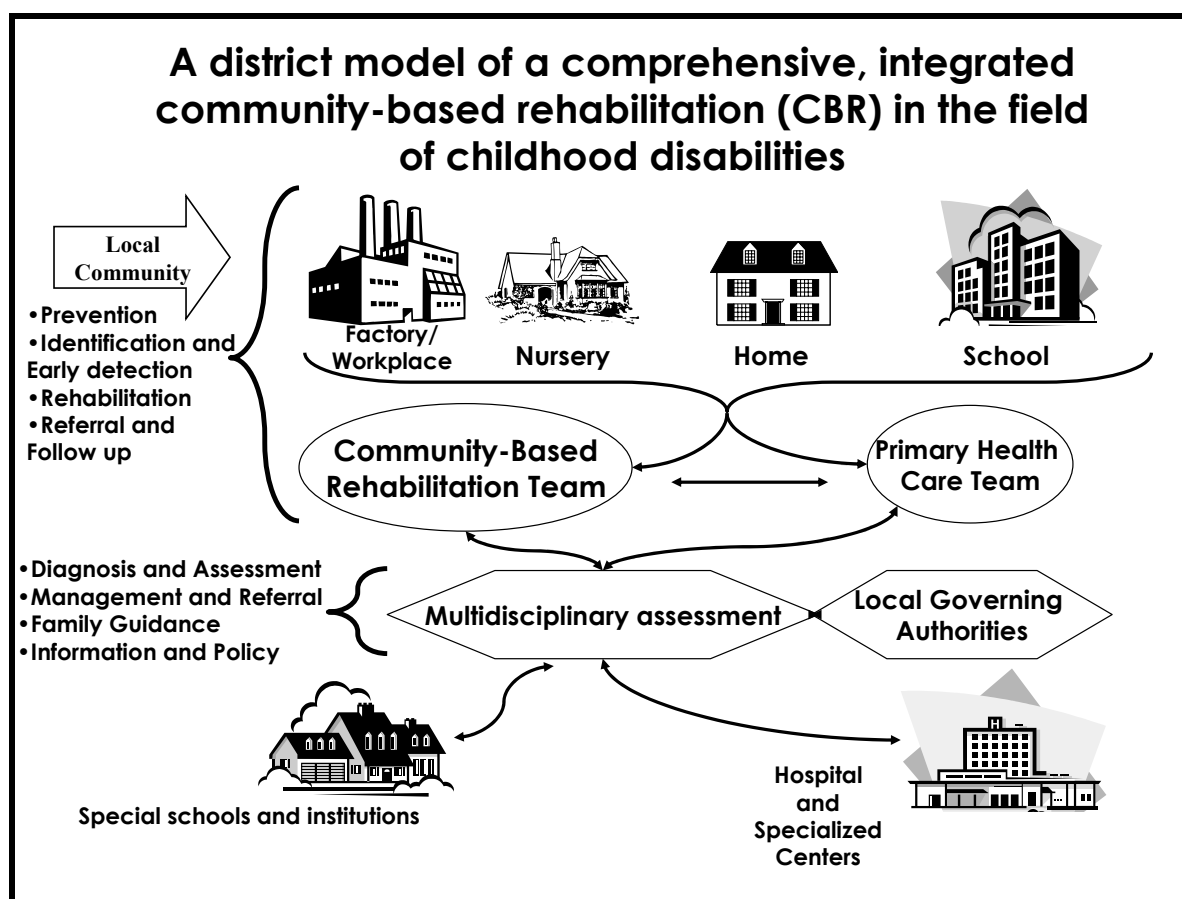 A district model of a comprehensive, integrated
community-based rehabilitation (CBR) in the field
of childhood disabilities
Local
Community
•Prevention
•Identification and
Early detection
•Rehabilitation
•Referral and
Follow up
Factory/
Workplace
Nursery
Home
School
Community-Based
Rehabilitation Team
Primary Health
Care Team
•Diagnosis and Assessment
•Management and Referral
•Family Guidance
•Information and Policy
Multidisciplinary assessment
Local Governing
Authorities
Special schools and institutions
H
Hospital
and
Specialized
Centers